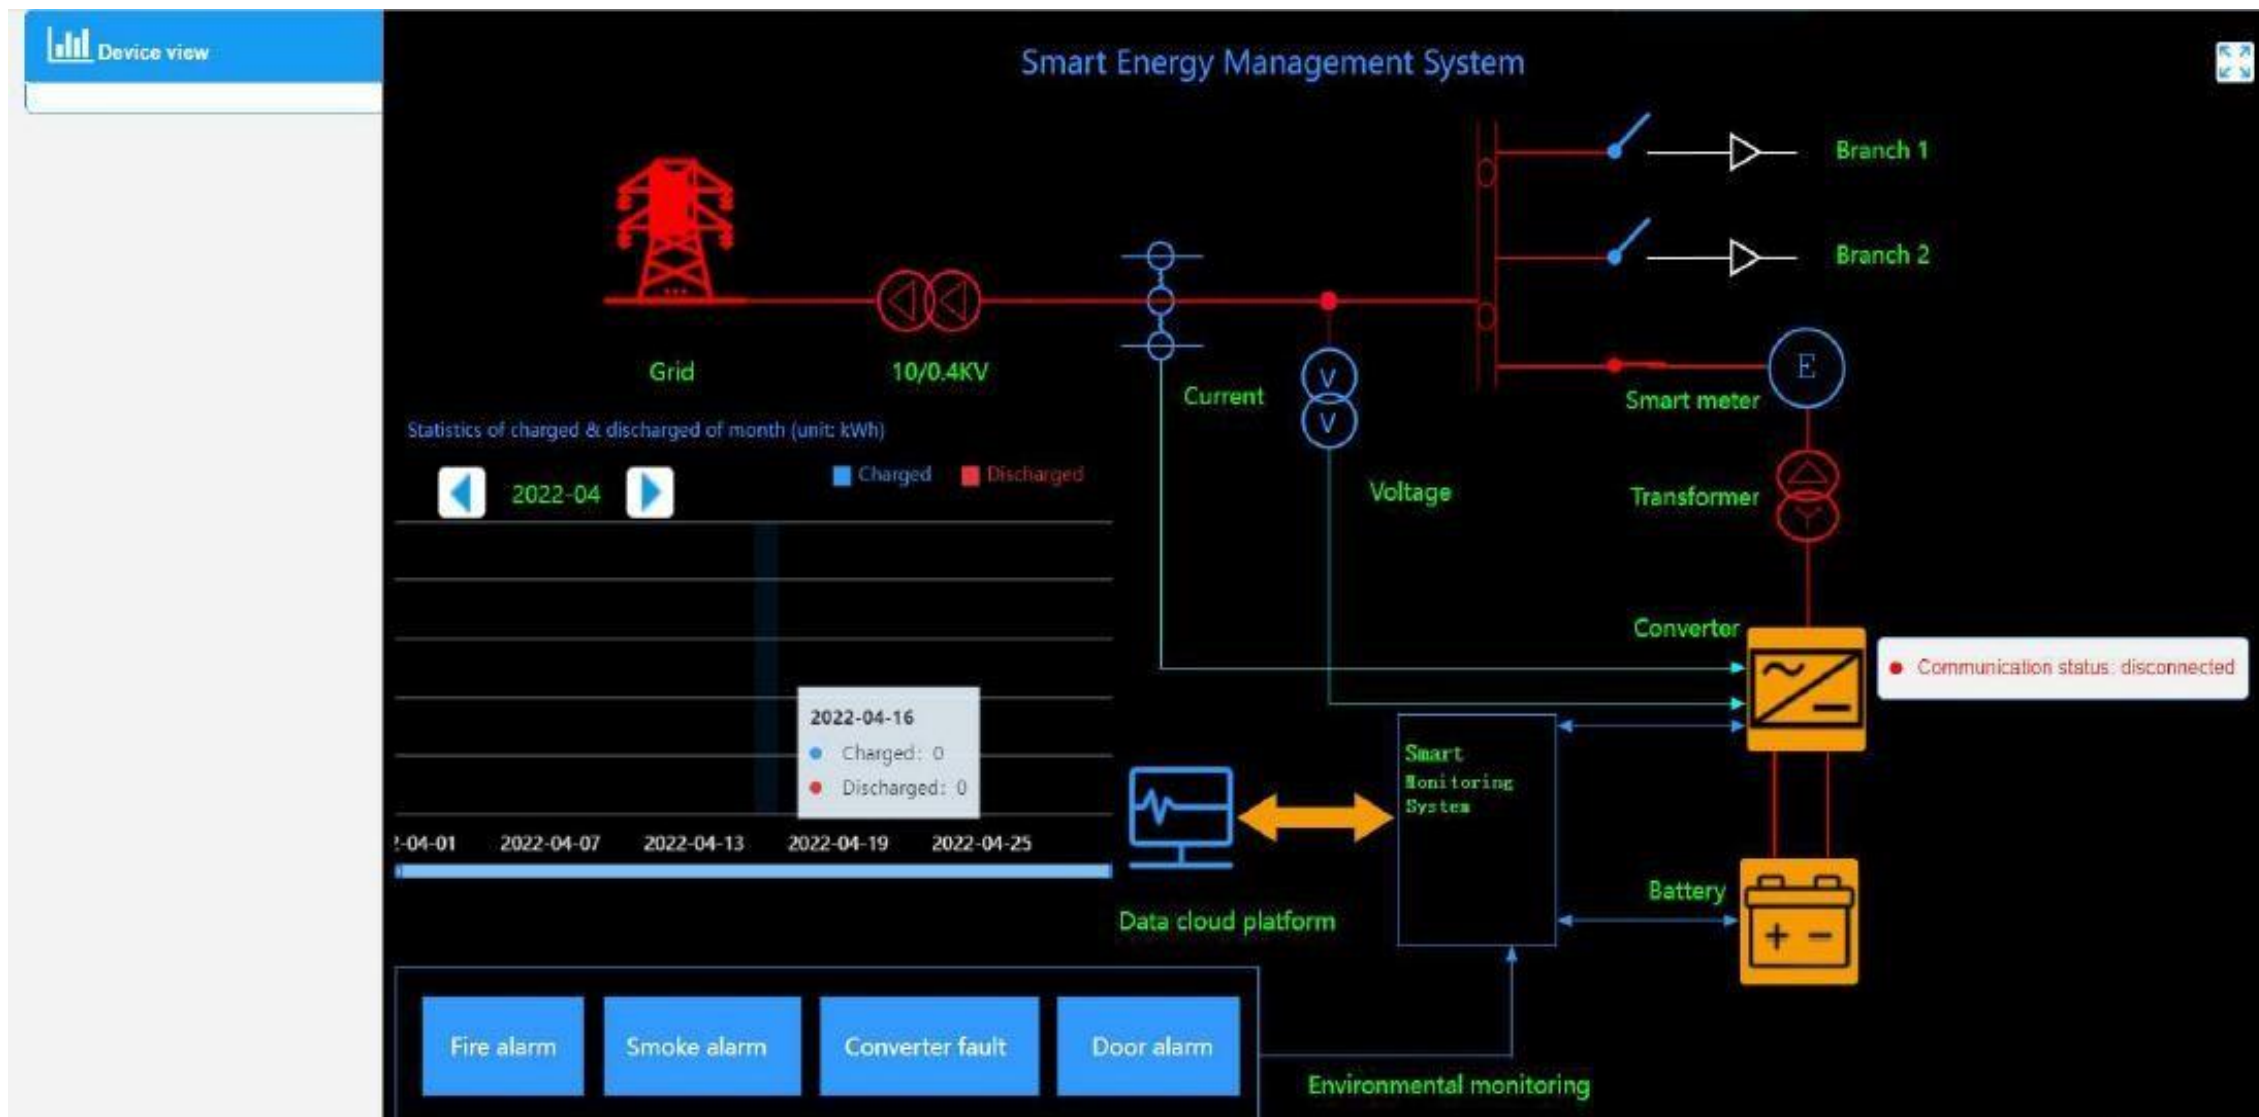 Device view
Smart Energy Management System
Branch 1
Branch 2
Grid
10/0.4KV
Current
V
V
E
Smart meter
Statistics of charged & discharged of month (unit: kWh)
2022-04
Charged
Discharged
Voltage
Transformer
Converter
Communication status: disconnected
2022-04-16
Charged: 0
Discharged: 0
Smart
Monitoring
System
-04-01
2022-04-07
2022-04-13
2022-04-19
2022-04-25
Battery
Data cloud platform
Fire alarm
Smoke alarm
Converter fault
Door alarm
Environmental monitoring